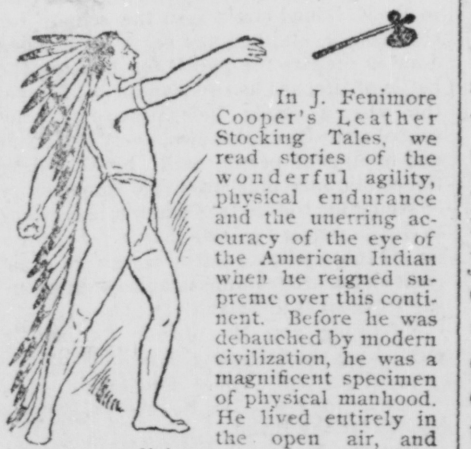 In J. Fenimore
Cooper's Leather
Stocking Tales, we
read stories of the
wonderful agility,
physical endurance
and the unerring ac-
curacy of the eye of
the American Indian
when he reigned su-
preme over this conti-
nent. Before he was
debauched by modern
civilization, he was a
magnificent specimen
of physical manhood.
He lived entirely in
the open air, and